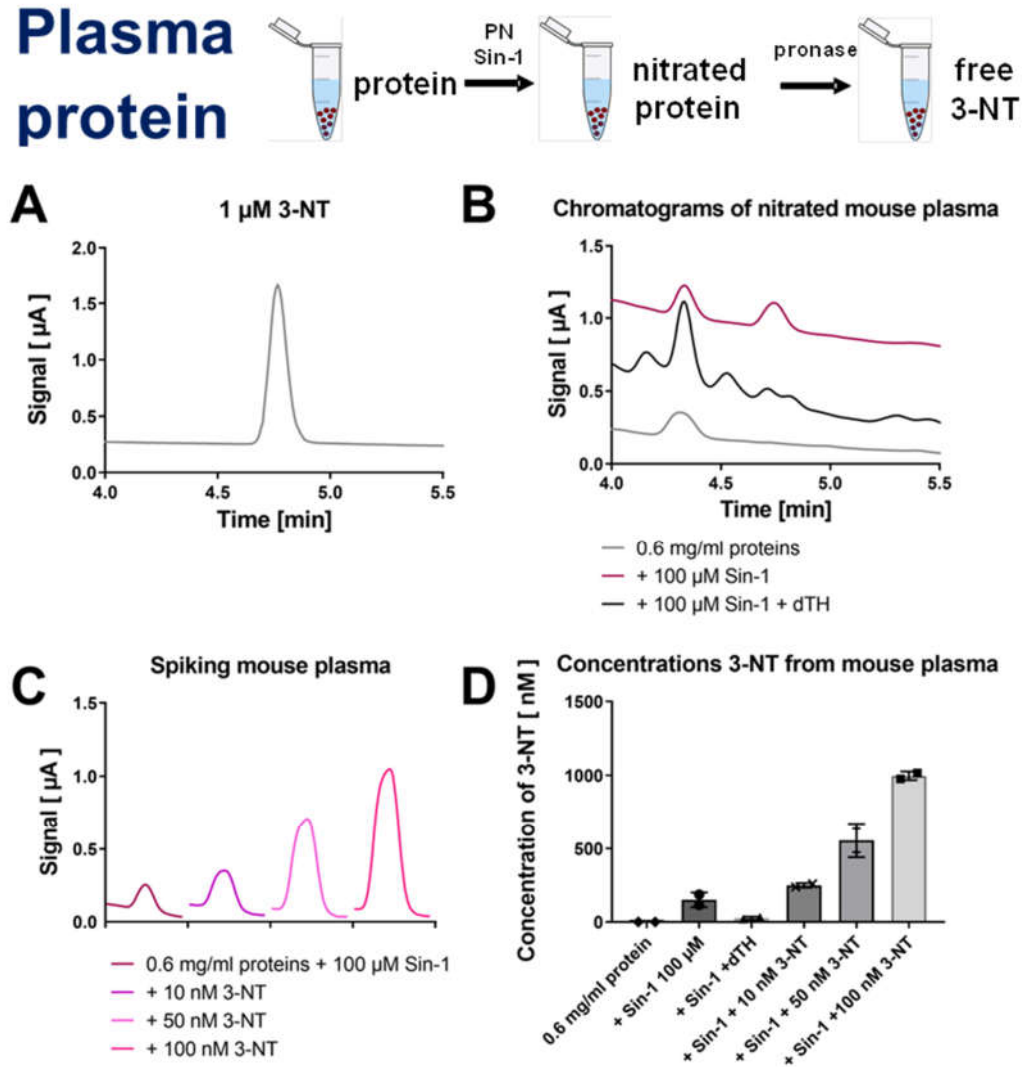 Plasma
protein
protein
PN
Sin-1
nitrated
protein
pronase
free
3-NT
A
1 µM 3-NT
Signal [ µA ]
2.0
1.5
1.0
0.5
0.0
4.0 4.5 5.0 5.5
Time [min]
B
Chromatograms of nitrated mouse plasma
Signal [ µA ]
1.5
1.0
0.5
0.0
4.0 4.5 5.0 5.5
Time [min]
0.6 mg/ml proteins
+ 100 µM Sin-1
+ 100 µM Sin-1 + dTH
C
Spiking mouse plasma
Signal [ µA ]
1.5
1.0
0.5
0.0
0.6 mg/ml proteins + 100 µM Sin-1
+ 10 nM 3-NT
+ 50 nM 3-NT
+ 100 nM 3-NT
D
Concentrations 3-NT from mouse plasma
Concentration of 3-NT [ nM ]
1500
1000
500
0
0.6 mg/ml protein
+ Sin-1 100 µM
+ Sin-1 +dTH
+ Sin-1 + 10 nM 3-NT
+ Sin-1 + 50 nM 3-NT
+ Sin-1 +100 nM 3-NT